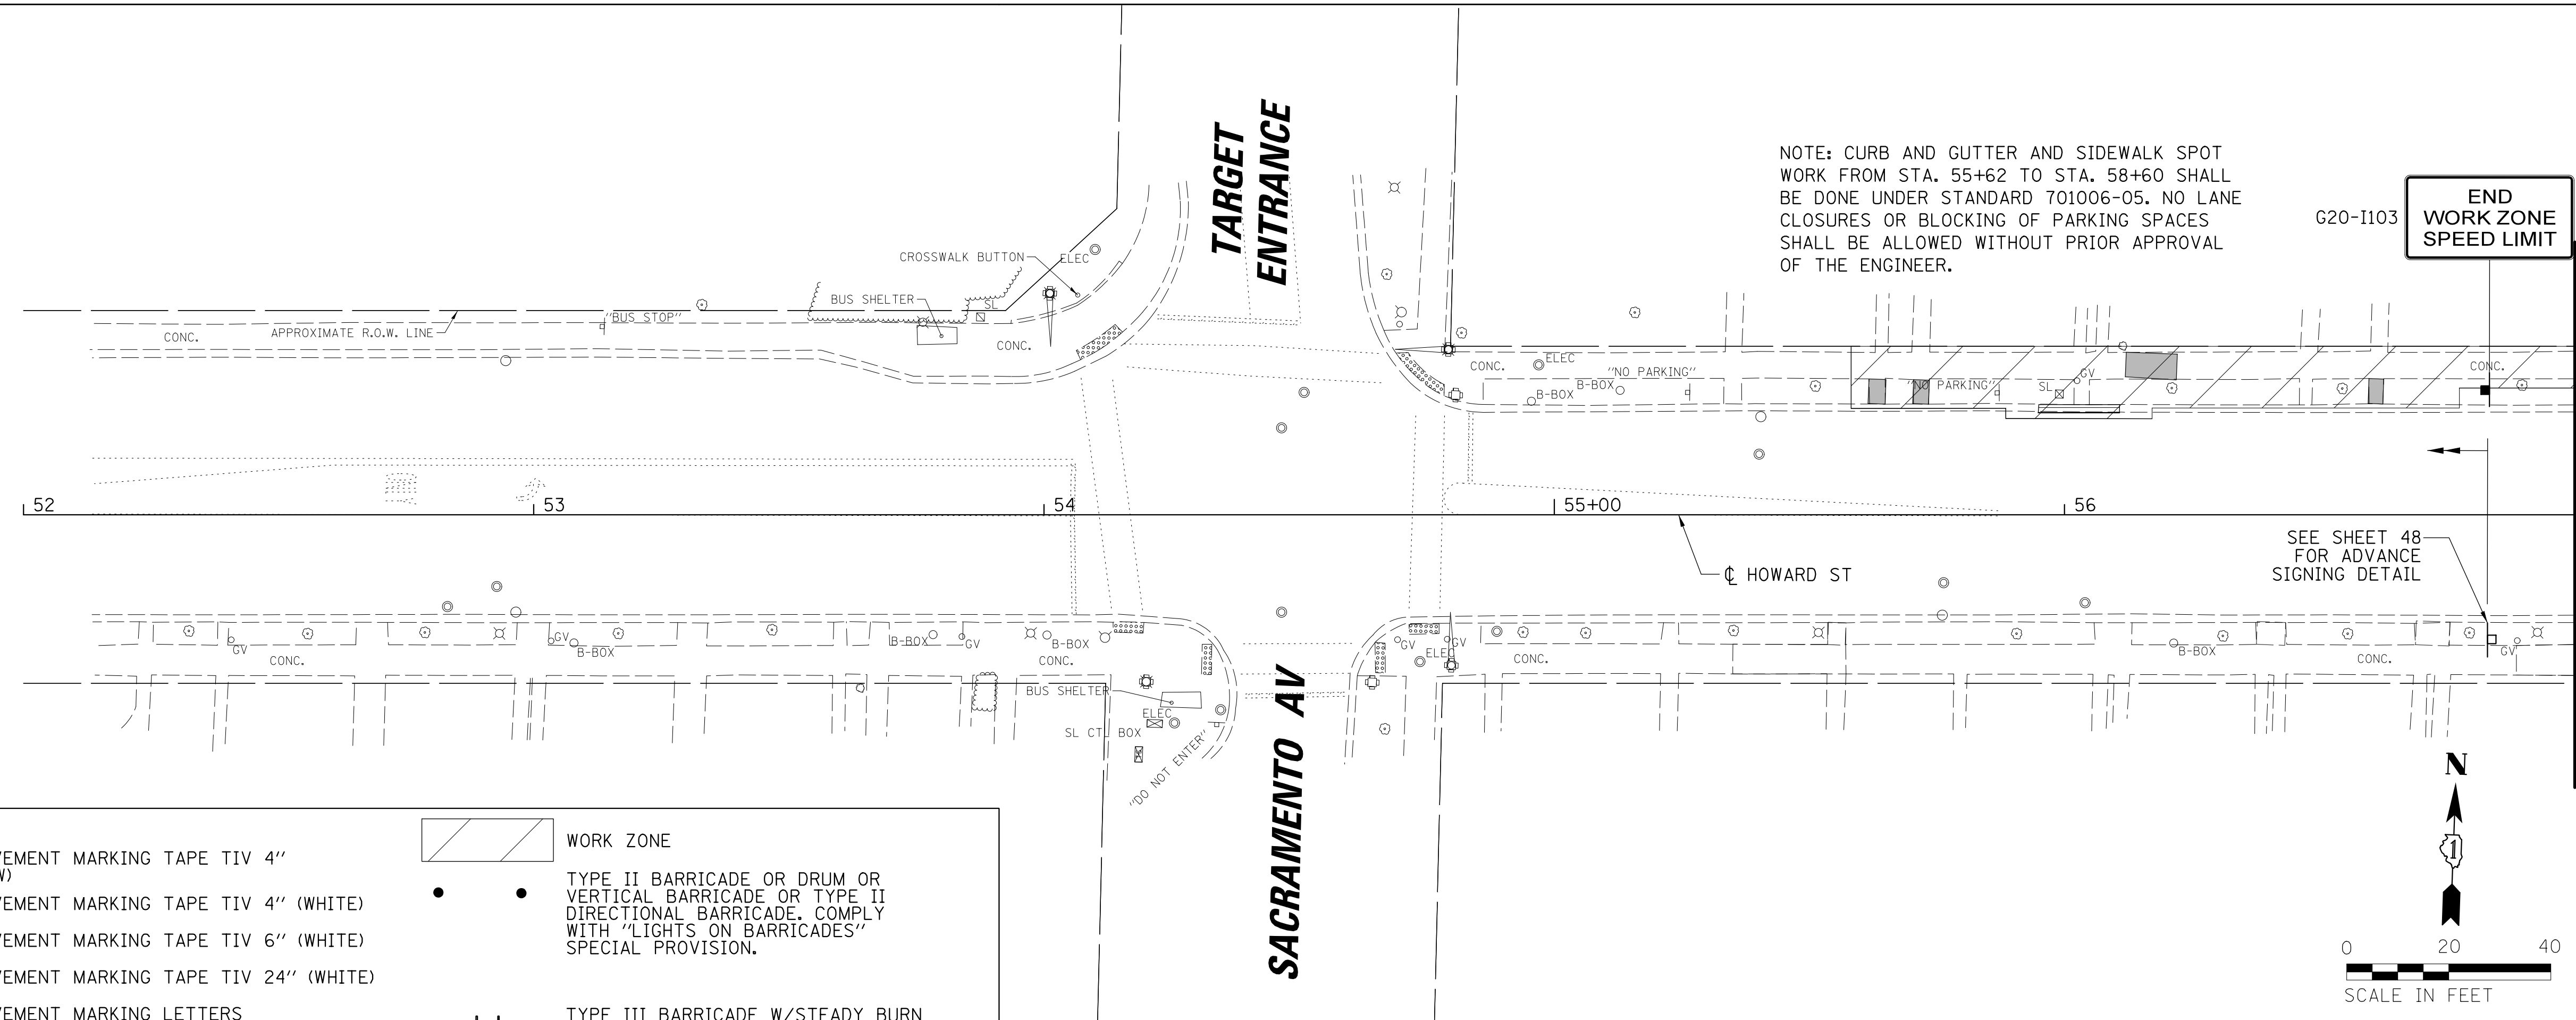 TARGET
ENTRANCE
NOTE: CURB AND GUTTER AND SIDEWALK SPOT
WORK FROM STA. 55+62 TO STA. 58+60 SHALL
BE DONE UNDER STANDARD 701006-05. NO LANE
CLOSURES OR BLOCKING OF PARKING SPACES
SHALL BE ALLOWED WITHOUT PRIOR APPROVAL
OF THE ENGINEER.
G20-I103
END
WORK ZONE
SPEED LIMIT
CROSSWALK BUTTON
ELEC
BUS SHELTER
SL
"BUS STOP"
APPROXIMATE R.O.W. LINE
CONC.
CONC.
CONC.
ELEC
"NO PARKING"
B-BOX
B-BOX
"NO PARKING"
SL
GV
CONC.
52
53
54
55+00
56
℄ HOWARD ST
SEE SHEET 48
FOR ADVANCE
SIGNING DETAIL
GV
CONC.
GV
B-BOX
B-BOX
GV
B-BOX
CONC.
GV
GV
ELEC
CONC.
B-BOX
CONC.
GV
BUS SHELTER
ELEC
SL CTL BOX
"DO NOT ENTER"
SACRAMENTO AV
N
1
0 20 40
SCALE IN FEET
VEMENT MARKING TAPE TIV 4"
W)
VEMENT MARKING TAPE TIV 4" (WHITE)
VEMENT MARKING TAPE TIV 6" (WHITE)
VEMENT MARKING TAPE TIV 24" (WHITE)
VEMENT MARKING LETTERS
WORK ZONE
TYPE II BARRICADE OR DRUM OR
VERTICAL BARRICADE OR TYPE II
DIRECTIONAL BARRICADE. COMPLY
WITH "LIGHTS ON BARRICADES"
SPECIAL PROVISION.
TYPE III BARRICADE W/STEADY BURN